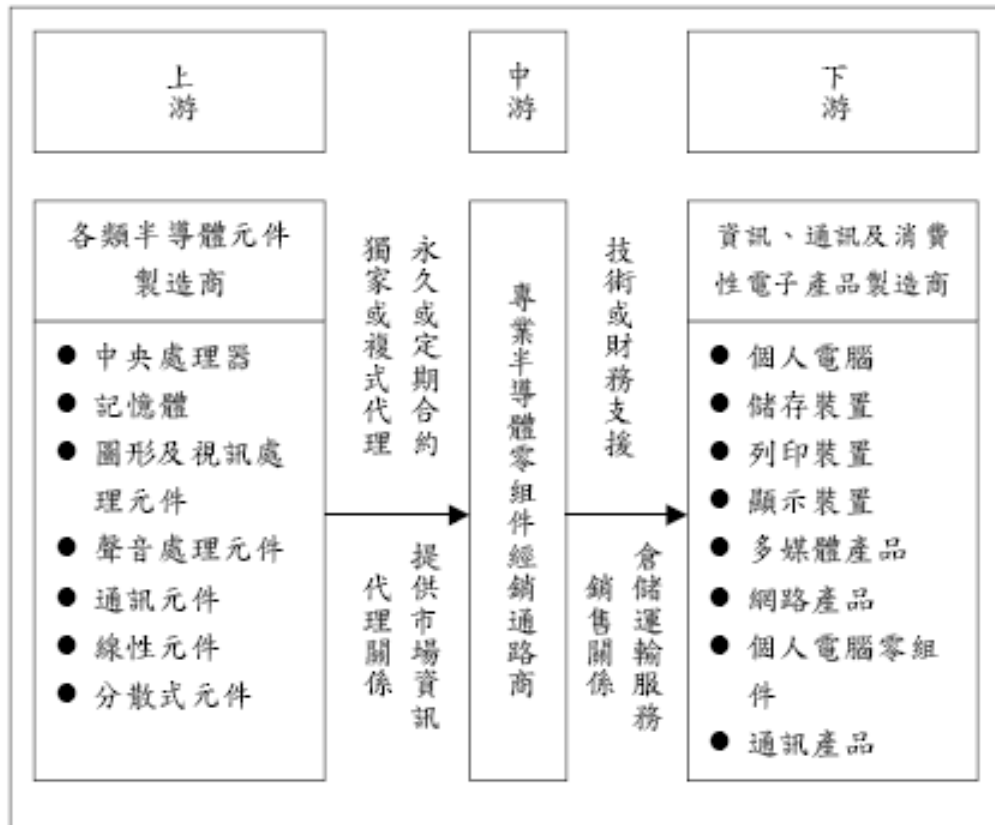 上游
中游
下游
各類半導體元件
製造商
● 中央處理器
● 記憶體
● 圖形及視訊處
理元件
● 聲音處理元件
● 通訊元件
● 線性元件
● 分散式元件
永久或定期合約
獨家或複式代理
提供市場資訊
代理關係
專業半導體零組件經銷通路商
技術或財務支援
倉儲運輸服務
銷售關係
資訊、通訊及消費
性電子產品製造商
● 個人電腦
● 儲存裝置
● 列印裝置
● 顯示裝置
● 多媒體產品
● 網路產品
● 個人電腦零組
件
● 通訊產品